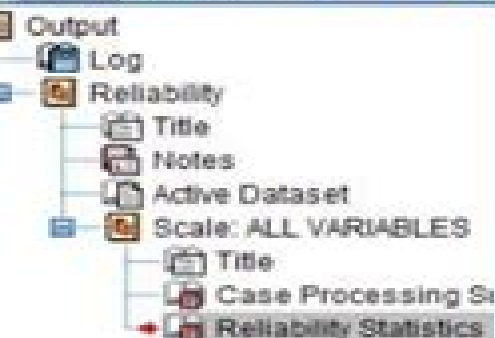 Output
Log
Reliability
Title
Notes
Active Dataset
Scale: ALL VARIABLES
Title
Case Processing
Reliability Statistics